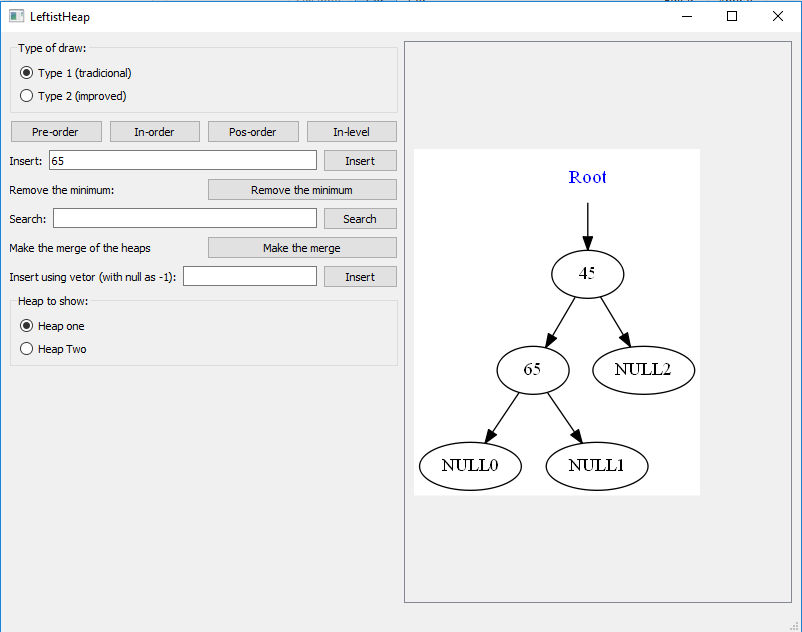 LeftistHeap
Type of draw:
Type 1 (tradicional)
Type 2 (improved)
Pre-order In-order Pos-order In-level
Insert: 65 Insert
Remove the minimum: Remove the minimum
Search: Search
Make the merge of the heaps Make the merge
Insert using vetor (with null as -1): Insert
Heap to show:
Heap one
Heap Two
Root
45
65 NULL2
NULL0 NULL1